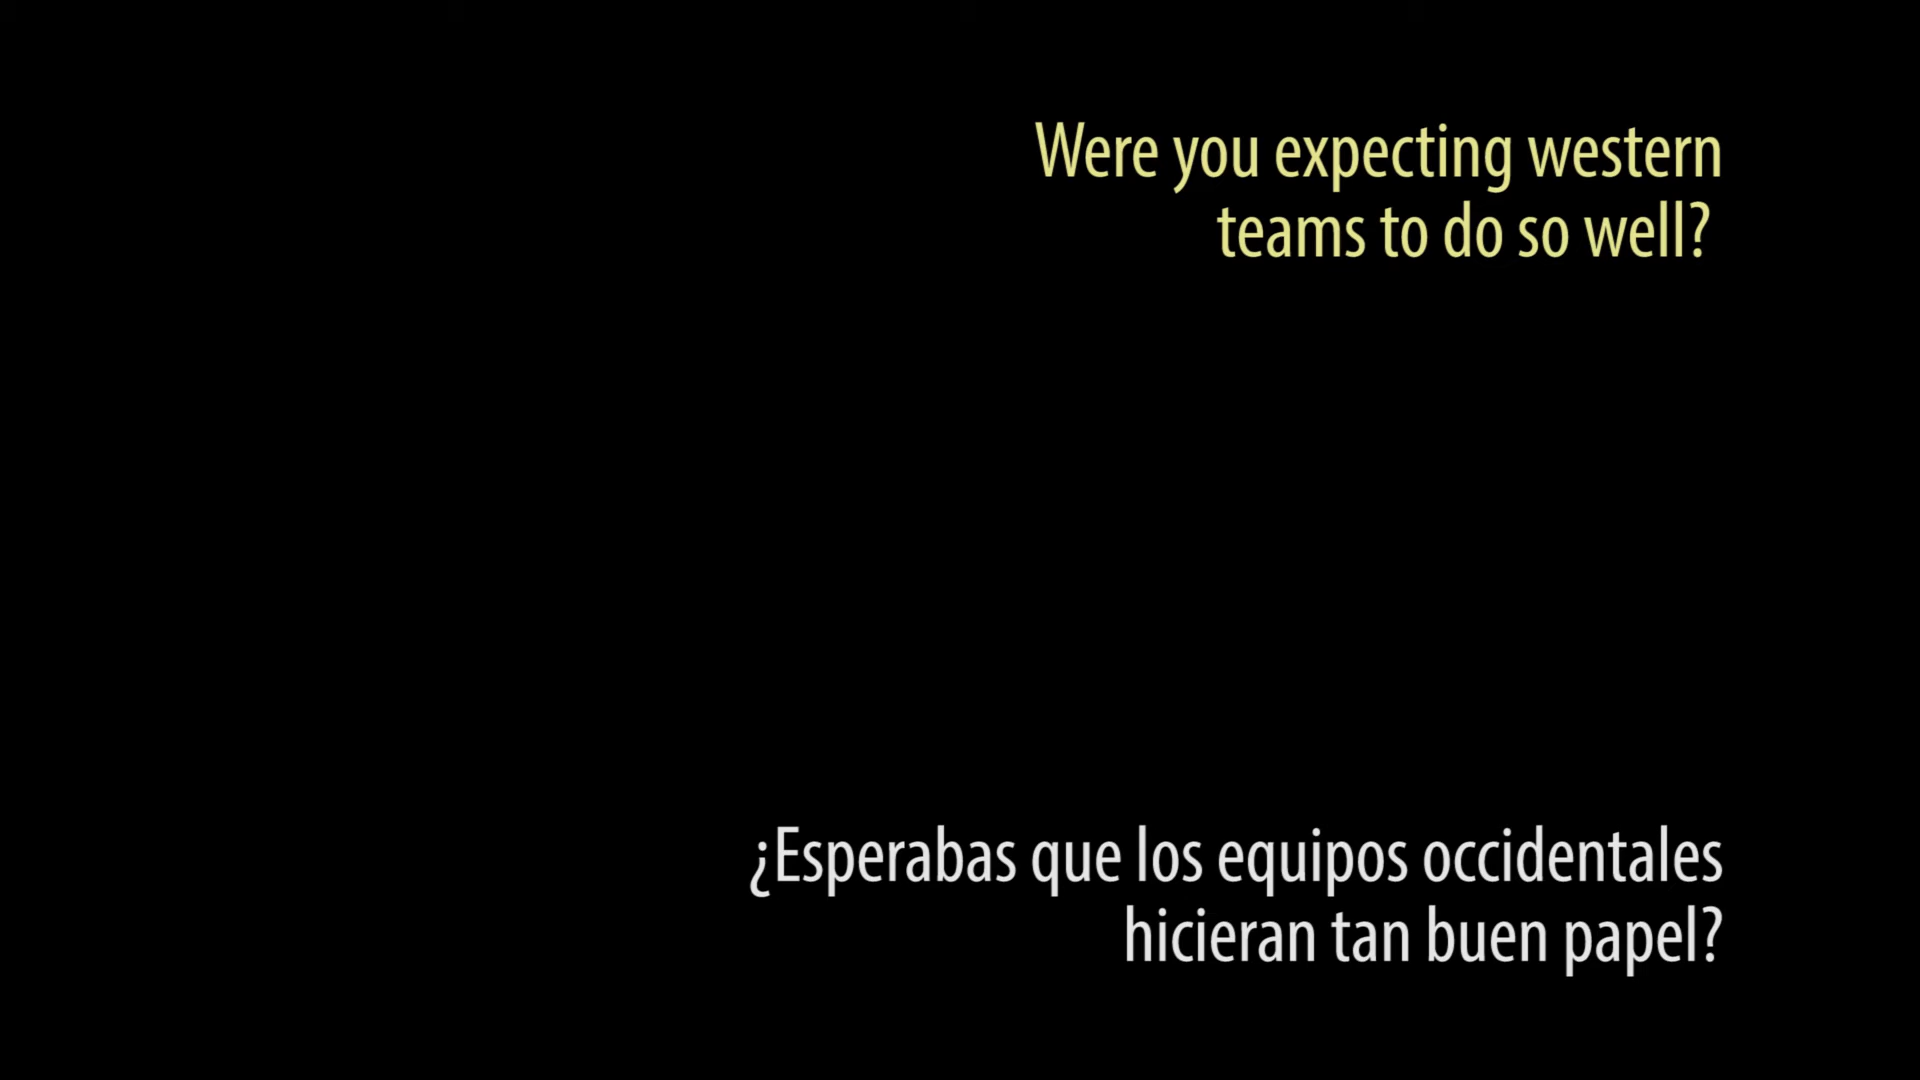 Were you expecting western
teams to do so well?
¿Esperabas que los equipos occidentales
hicieran tan buen papel?